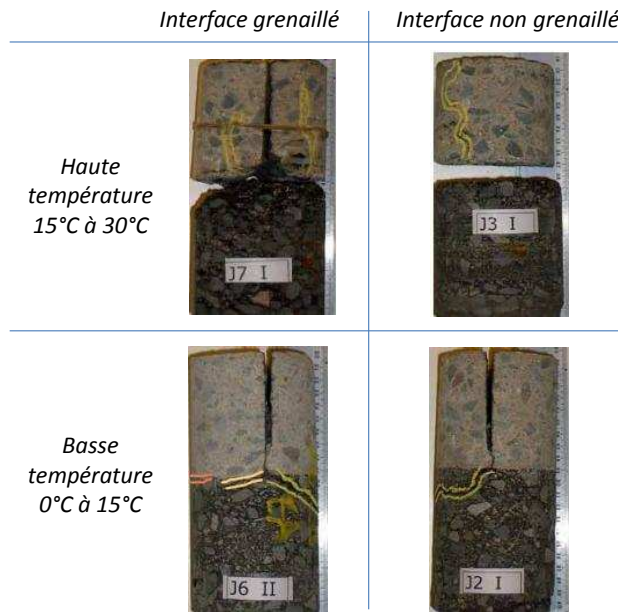 Interface grenaillé
Interface non grenaillé
Haute
température
15°C à 30°C
J7 I
J3 I
Basse
température
0°C à 15°C
J6 II
J2 I